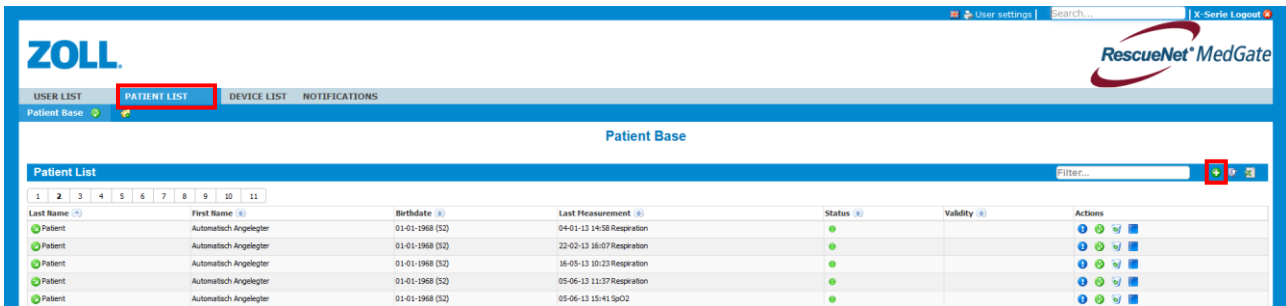 User settings | Search... | X-Serie Logout
ZOLL.
RescueNet® MedGate
USER LIST PATIENT LIST DEVICE LIST NOTIFICATIONS
Patient Base
Patient Base
Patient List Filter...
1 2 3 4 5 6 7 8 9 10 11
Last Name First Name Birthdate Last Measurement Status Validity Actions
Patient Automatisch Angelegter 01-01-1968 (52) 04-01-13 14:58 Respiration
Patient Automatisch Angelegter 01-01-1968 (52) 22-02-13 16:07 Respiration
Patient Automatisch Angelegter 01-01-1968 (52) 16-05-13 10:23 Respiration
Patient Automatisch Angelegter 01-01-1968 (52) 05-06-13 11:37 Respiration
Patient Automatisch Angelegter 01-01-1968 (52) 05-06-13 15:41 SpO2